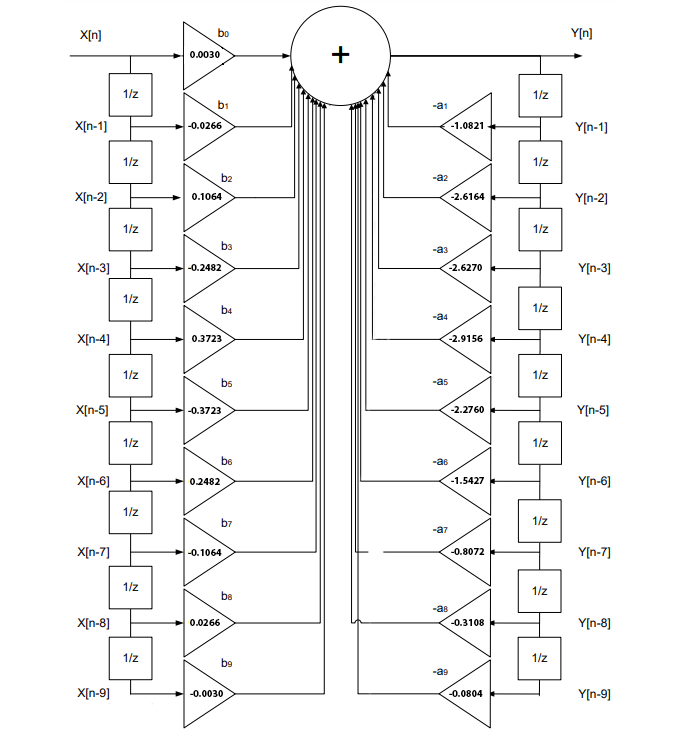 X[n] b0 Y[n]
0.0030 +
1/z 1/z
b1 -a1
X[n-1] -0.0266 -1.0821 Y[n-1]
1/z 1/z
b2 -a2
X[n-2] 0.1064 -2.6164 Y[n-2]
1/z 1/z
b3 -a3
X[n-3] -0.2482 -2.6270 Y[n-3]
1/z 1/z
b4 -a4
X[n-4] 0.3723 -2.9156 Y[n-4]
1/z 1/z
b5 -a5
X[n-5] -0.3723 -2.2760 Y[n-5]
1/z 1/z
b6 -a6
X[n-6] 0.2482 -1.5427 Y[n-6]
1/z 1/z
b7 -a7
X[n-7] -0.1064 -0.8072 Y[n-7]
1/z 1/z
b8 -a8
X[n-8] 0.0266 -0.3108 Y[n-8]
1/z 1/z
b9 -a9
X[n-9] -0.0030 -0.0804 Y[n-9]